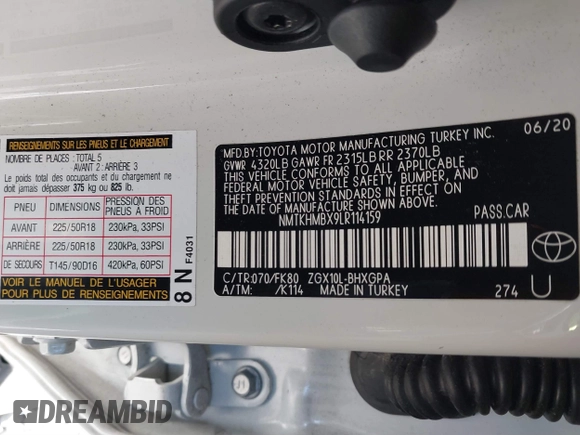 RENSEIGNEMENTS SUR LES PNEUS ET LE CHARGEMENT
NOMBRE DE PLACES: TOTAL 5
AVANT 2: ARRIÈRE 3
Le poids total des occupants et du chargement ne
doit jamais dépasser 375 kg ou 825 lb.
PNEU DIMENSIONS PRESSION DES PNEUS À FROID
AVANT 225/50R18 230kPa, 33PSI
ARRIÈRE 225/50R18 230kPa, 33PSI
DE SECOURS T145/90D16 420kPa, 60PSI
VOIR LE MANUEL DE L'USAGER
POUR PLUS DE RENSEIGNEMENTS
8 N F4031
MFD.BY:TOYOTA MOTOR MANUFACTURING TURKEY INC. 06/20
GVWR 4320LB GAWR FR 2315LB RR 2370LB
THIS VEHICLE CONFORMS TO ALL APPLICABLE
FEDERAL MOTOR VEHICLE SAFETY, BUMPER, AND
THEFT PREVENTION STANDARDS IN EFFECT ON
THE DATE OF MANUFACTURE SHOWN ABOVE.
NMTKHMBX9LR114159 PASS.CAR
C/TR:070/FK80 ZGX10L-BHXGPA
A/TM: /K114 MADE IN TURKEY 274 U
TOYOTA
DREAMBID